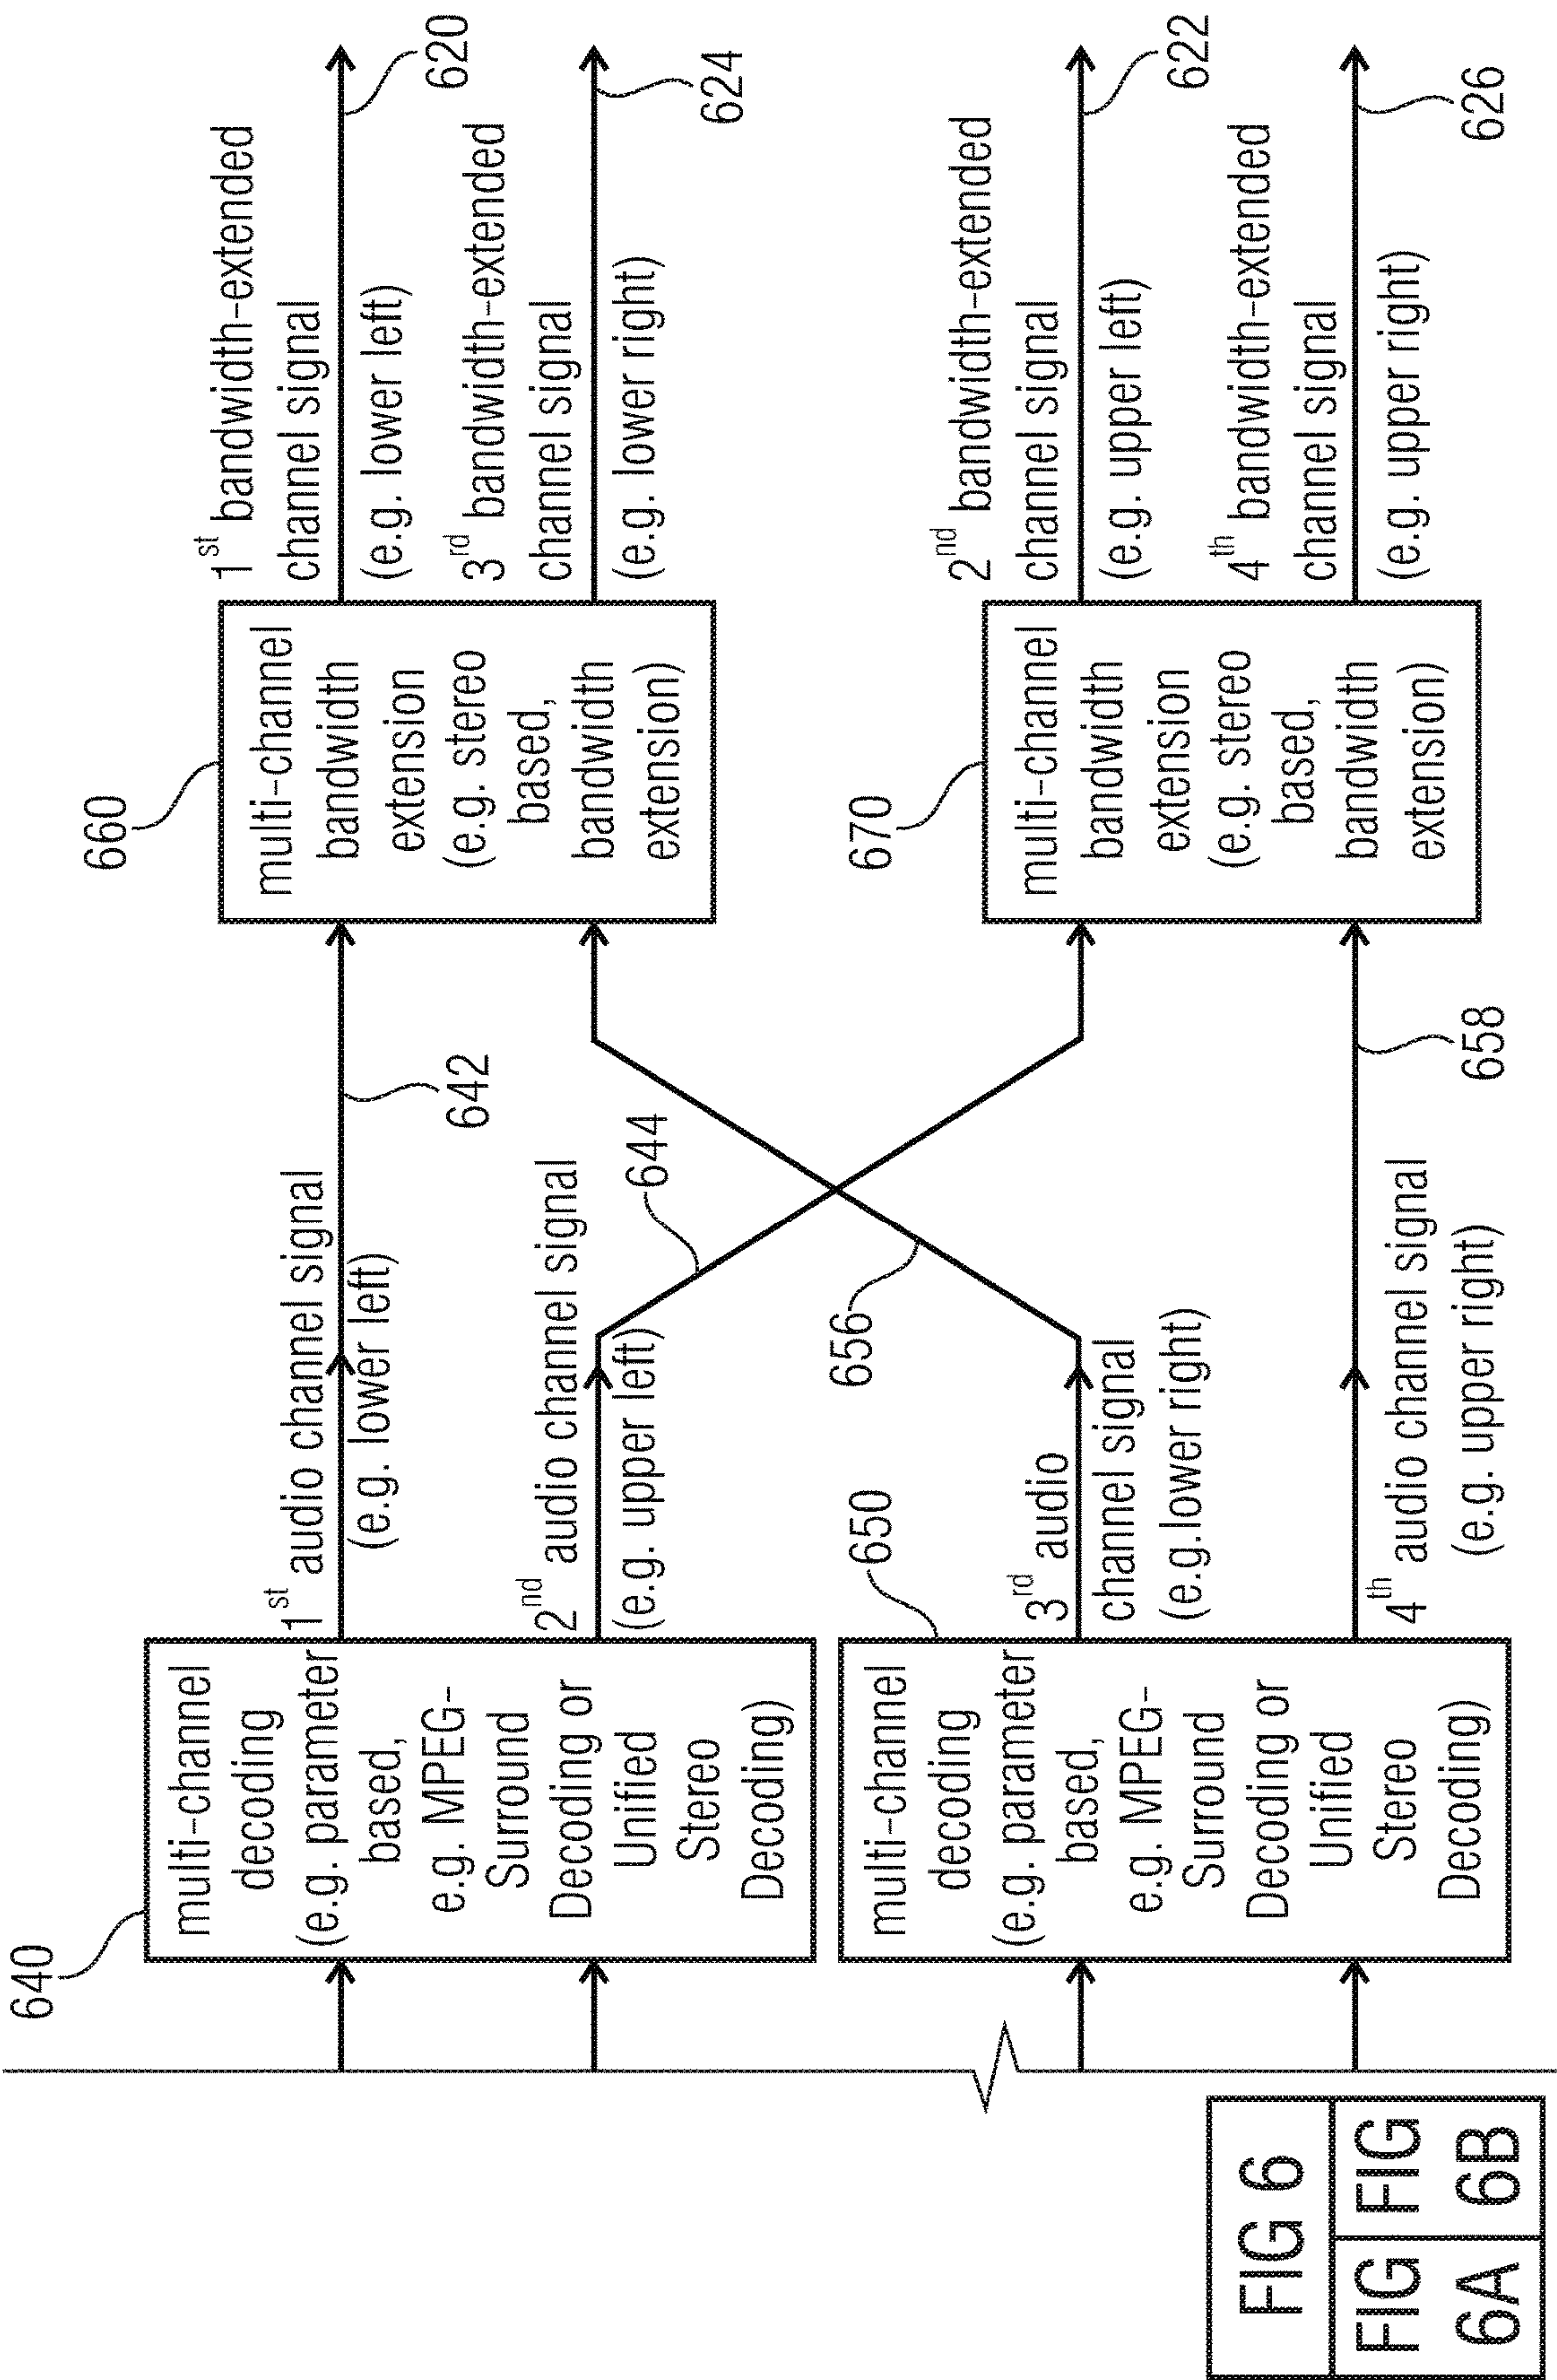 640
multi-channel
decoding
(e.g. parameter
based,
e.g. MPEG-
Surround
Decoding or
Unified
Stereo
Decoding)
1st audio channel signal
(e.g. lower left)
642
2nd audio channel signal
(e.g. upper left)
644
660
multi-channel
bandwidth
extension
(e.g. stereo
based,
bandwidth
extension)
1st bandwidth-extended
channel signal
(e.g. lower left)
620
3rd bandwidth-extended
channel signal
(e.g. lower right)
624
650
multi-channel
decoding
(e.g. parameter
based,
e.g. MPEG-
Surround
Decoding or
Unified
Stereo
Decoding)
656
3rd audio
channel signal
(e.g.lower right)
4th audio channel signal
(e.g. upper right)
658
670
multi-channel
bandwidth
extension
(e.g. stereo
based,
bandwidth
extension)
2nd bandwidth-extended
channel signal
(e.g. upper left)
622
4th bandwidth-extended
channel signal
(e.g. upper right)
626
FIG 6
FIG
6A
FIG
6B